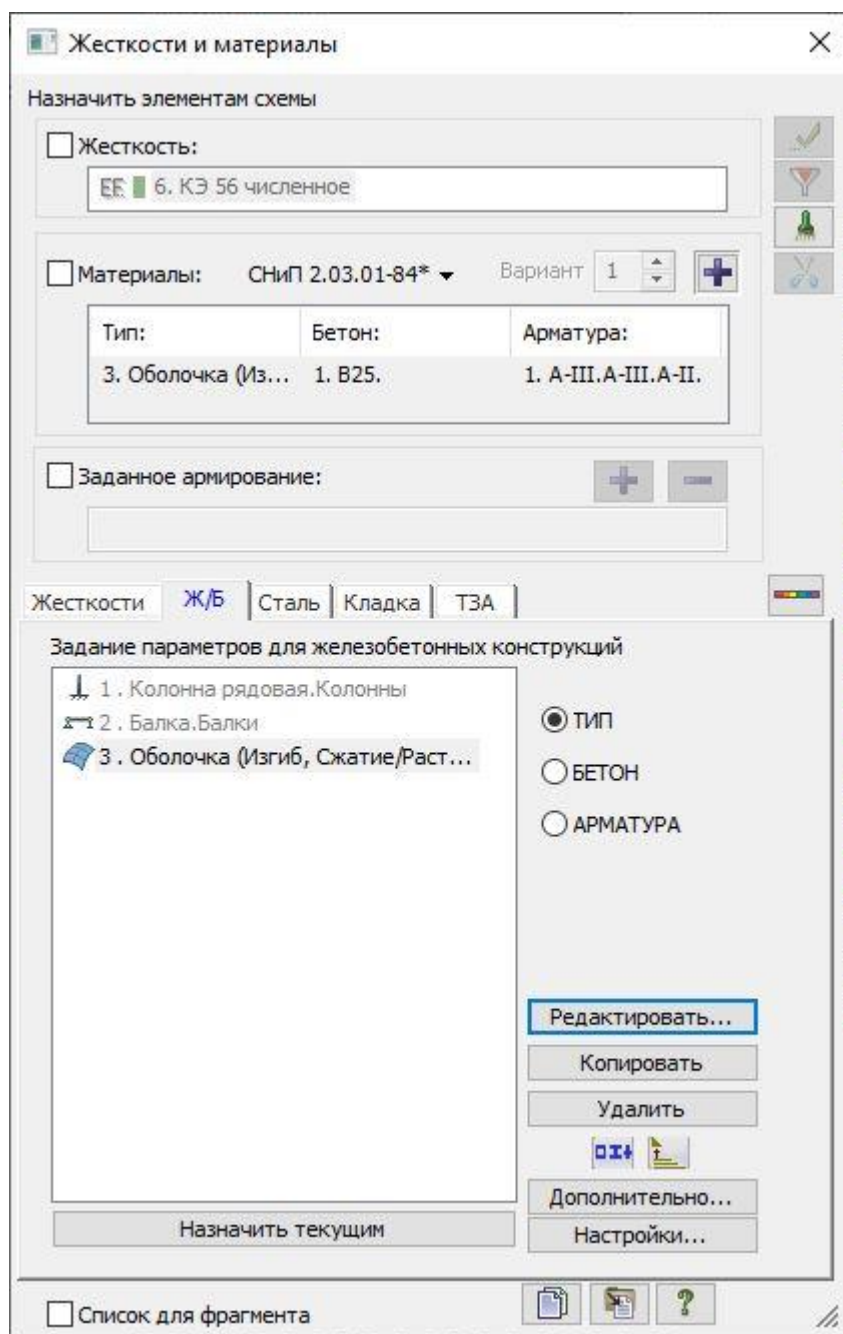 Жесткости и материалы
Назначить элементам схемы
Жесткость:
6. КЭ 56 численное
Материалы: СНиП 2.03.01-84* Вариант 1
Тип: Бетон: Арматура:
3. Оболочка (Из... 1. B25. 1. A-III.A-III.A-II.
Заданное армирование:
Жесткости Ж/Б Сталь Кладка ТЗА
Задание параметров для железобетонных конструкций
1 . Колонна рядовая.Колонны
2 . Балка.Балки
3 . Оболочка (Изгиб, Сжатие/Раст...
ТИП
БЕТОН
АРМАТУРА
Редактировать...
Копировать
Удалить
Дополнительно...
Назначить текущим
Настройки...
Список для фрагмента
?